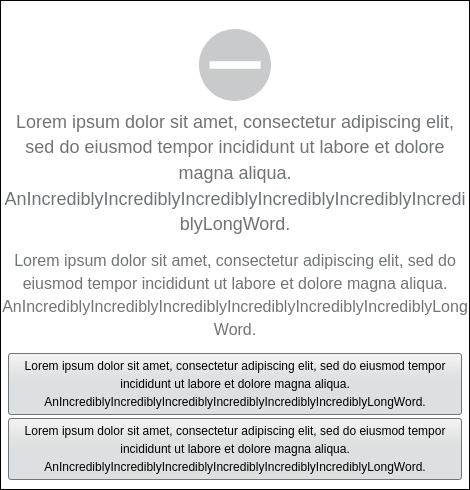 Lorem ipsum dolor sit amet, consectetur adipiscing elit,
sed do eiusmod tempor incididunt ut labore et dolore
magna aliqua.
AnIncrediblyIncrediblyIncrediblyIncrediblyIncrediblyIncredi
blyLongWord.
Lorem ipsum dolor sit amet, consectetur adipiscing elit, sed do
eiusmod tempor incididunt ut labore et dolore magna aliqua.
AnIncrediblyIncrediblyIncrediblyIncrediblyIncrediblyIncrediblyLong
Word.
Lorem ipsum dolor sit amet, consectetur adipiscing elit, sed do eiusmod tempor
incididunt ut labore et dolore magna aliqua.
AnIncrediblyIncrediblyIncrediblyIncrediblyIncrediblyIncrediblyLongWord.
Lorem ipsum dolor sit amet, consectetur adipiscing elit, sed do eiusmod tempor
incididunt ut labore et dolore magna aliqua.
AnIncrediblyIncrediblyIncrediblyIncrediblyIncrediblyIncrediblyLongWord.